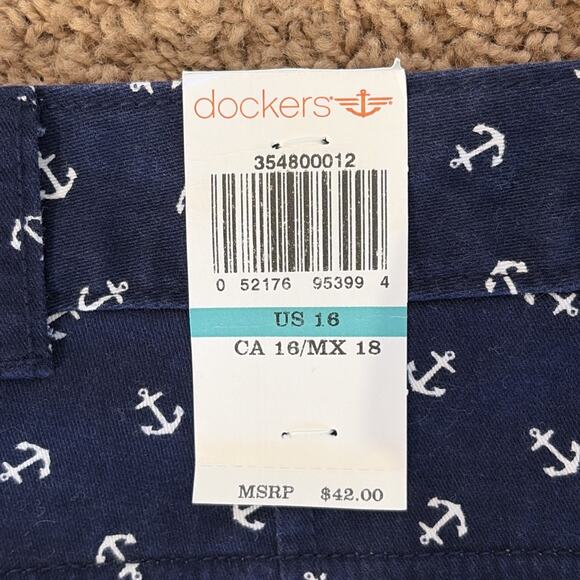 dockers
354800012
0 52176 95399 4
US 16
CA 16/MX 18
MSRP $42.00